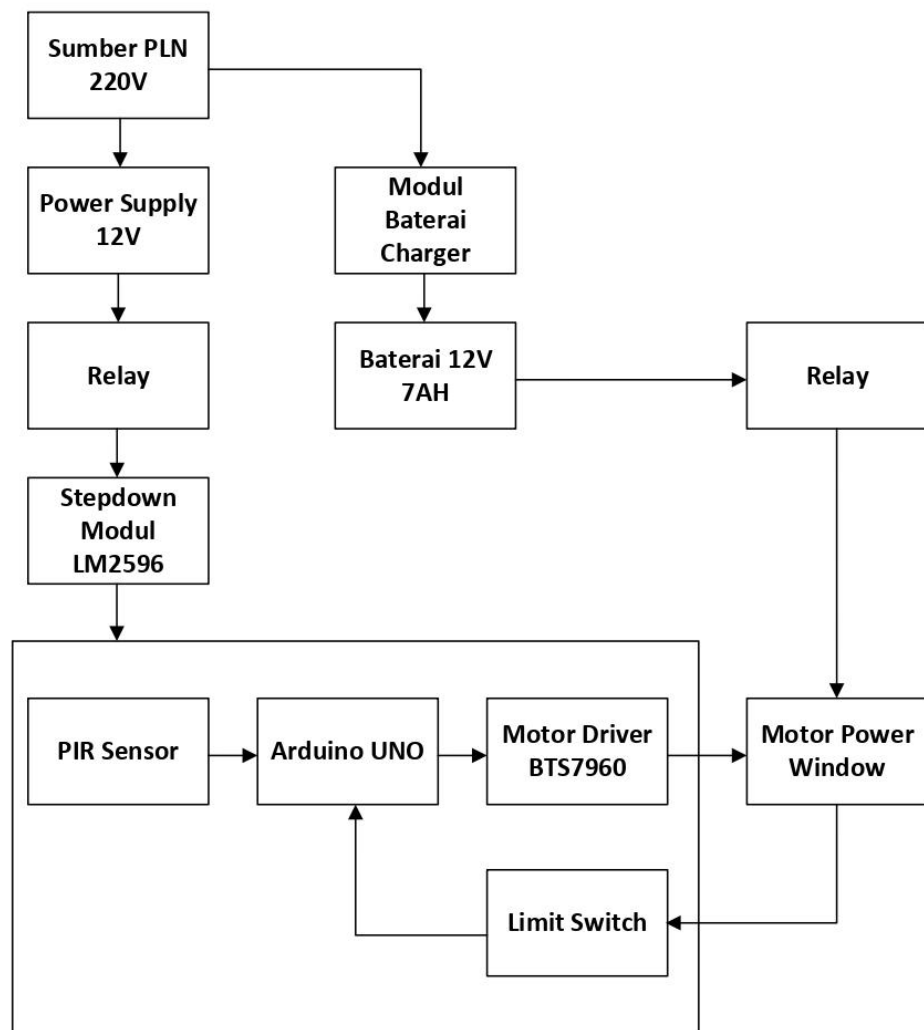 Sumber PLN
220V
Power Supply
12V
Modul
Baterai
Charger
Relay
Baterai 12V
7AH
Relay
Stepdown
Modul
LM2596
PIR Sensor
Arduino UNO
Motor Driver
BTS7960
Motor Power
Window
Limit Switch